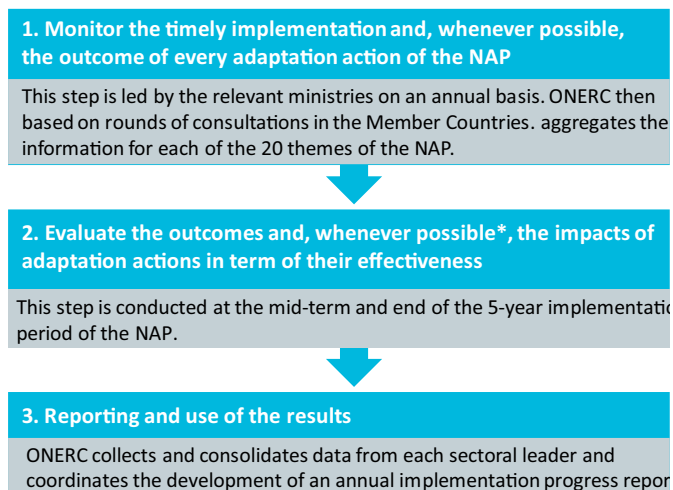 1. Monitor the timely implementation and, whenever possible,
the outcome of every adaptation action of the NAP
This step is led by the relevant ministries on an annual basis. ONERC then
based on rounds of consultations in the Member Countries. aggregates the
information for each of the 20 themes of the NAP.
2. Evaluate the outcomes and, whenever possible*, the impacts of
adaptation actions in term of their effectiveness
This step is conducted at the mid-term and end of the 5-year implementatio
period of the NAP.
3. Reporting and use of the results
ONERC collects and consolidates data from each sectoral leader and
coordinates the development of an annual implementation progress repor